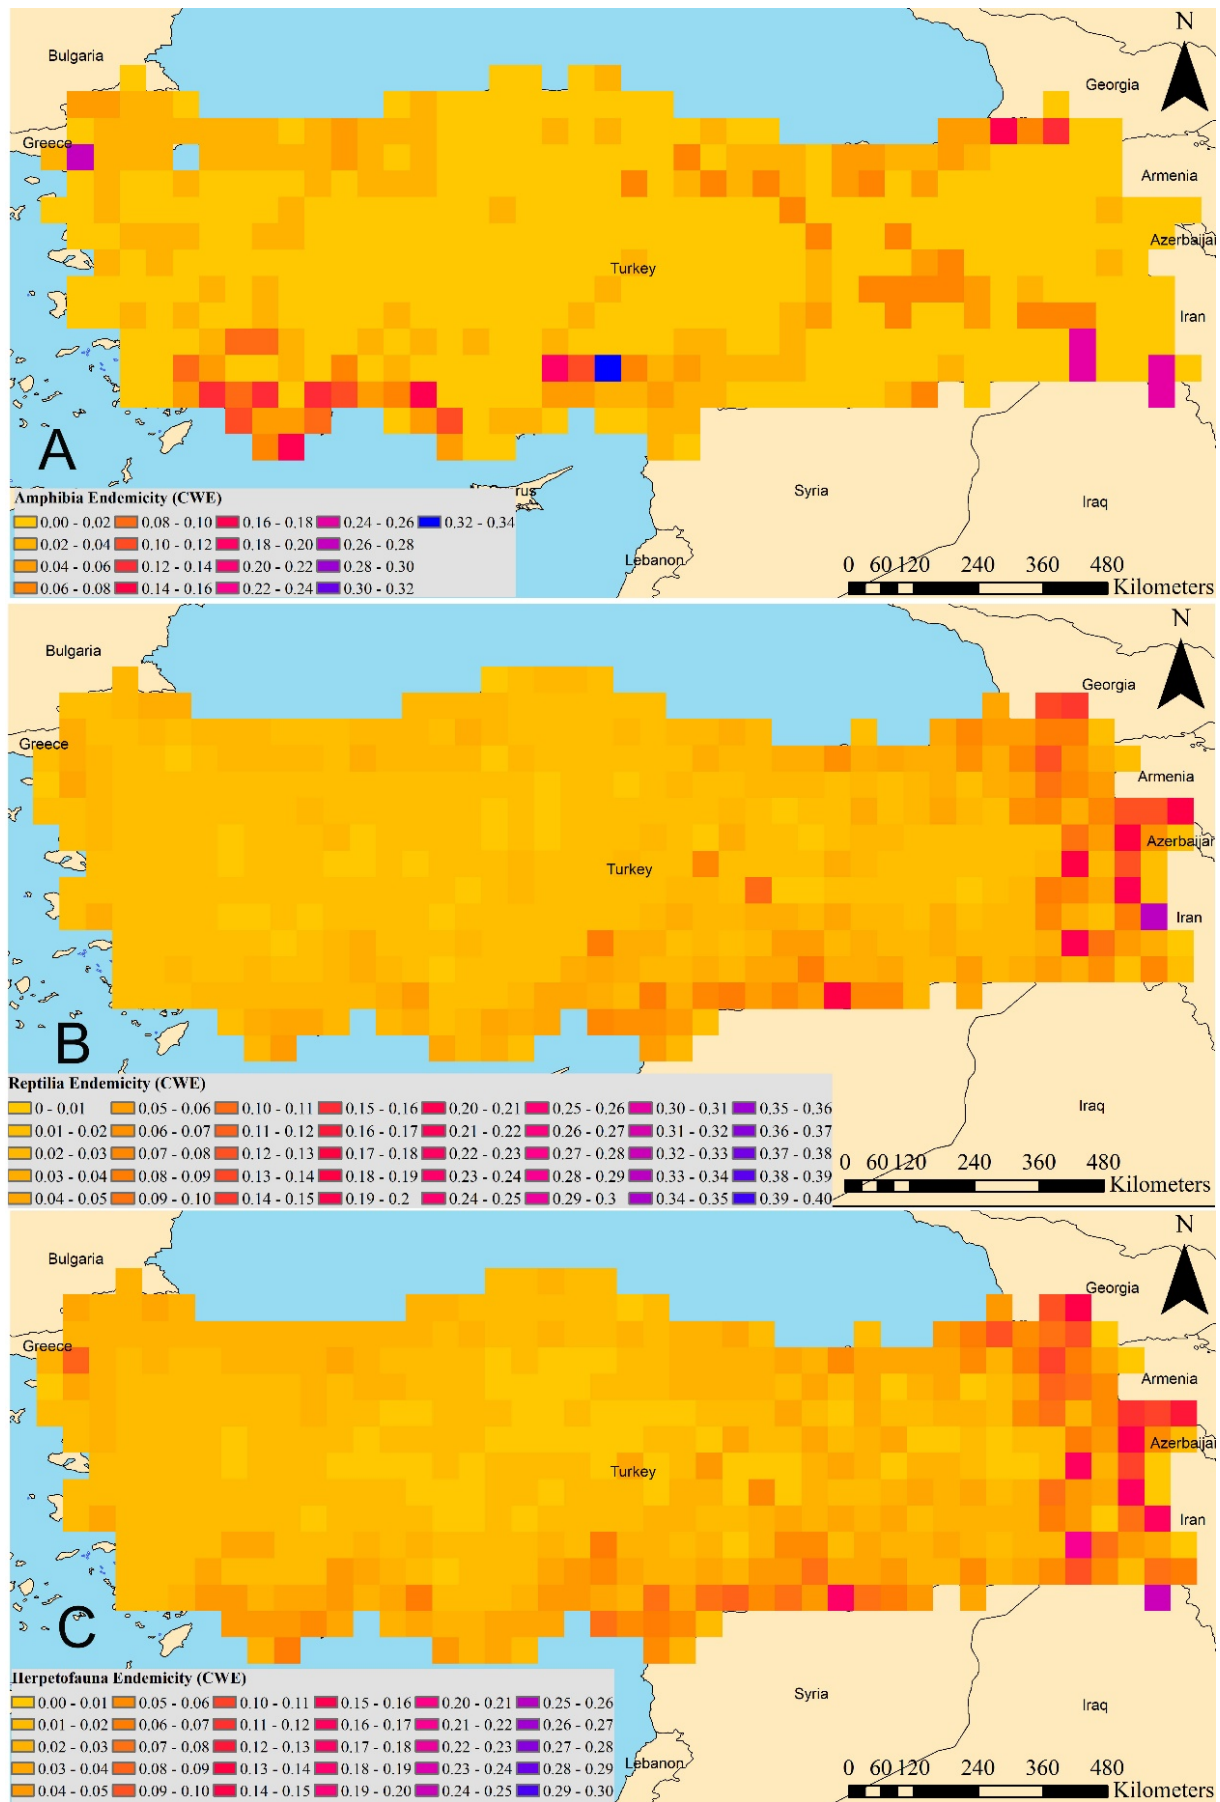 N
Bulgaria
Georgia
Greece
Armenia
Azerbaijan
Turkey
Iran
A
Syria
Iraq
Lebanon
Amphibia Endemicity (CWE)
0.00 - 0.02 0.08 - 0.10 0.16 - 0.18 0.24 - 0.26 0.32 - 0.34
0.02 - 0.04 0.10 - 0.12 0.18 - 0.20 0.26 - 0.28
0.04 - 0.06 0.12 - 0.14 0.20 - 0.22 0.28 - 0.30
0.06 - 0.08 0.14 - 0.16 0.22 - 0.24 0.30 - 0.32
0 60 120 240 360 480
Kilometers
N
Bulgaria
Georgia
Greece
Armenia
Azerbaijan
Turkey
Iran
B
Iraq
Reptilia Endemicity (CWE)
0 - 0.01 0.05 - 0.06 0.10 - 0.11 0.15 - 0.16 0.20 - 0.21 0.25 - 0.26 0.30 - 0.31 0.35 - 0.36
0.01 - 0.02 0.06 - 0.07 0.11 - 0.12 0.16 - 0.17 0.21 - 0.22 0.26 - 0.27 0.31 - 0.32 0.36 - 0.37
0.02 - 0.03 0.07 - 0.08 0.12 - 0.13 0.17 - 0.18 0.22 - 0.23 0.27 - 0.28 0.32 - 0.33 0.37 - 0.38
0.03 - 0.04 0.08 - 0.09 0.13 - 0.14 0.18 - 0.19 0.23 - 0.24 0.28 - 0.29 0.33 - 0.34 0.38 - 0.39
0.04 - 0.05 0.09 - 0.10 0.14 - 0.15 0.19 - 0.2 0.24 - 0.25 0.29 - 0.3 0.34 - 0.35 0.39 - 0.40
0 60 120 240 360 480
Kilometers
N
Bulgaria
Georgia
Greece
Armenia
Azerbaijan
Turkey
Iran
C
Syria
Iraq
Lebanon
Herpetofauna Endemicity (CWE)
0.00 - 0.01 0.05 - 0.06 0.10 - 0.11 0.15 - 0.16 0.20 - 0.21 0.25 - 0.26
0.01 - 0.02 0.06 - 0.07 0.11 - 0.12 0.16 - 0.17 0.21 - 0.22 0.26 - 0.27
0.02 - 0.03 0.07 - 0.08 0.12 - 0.13 0.17 - 0.18 0.22 - 0.23 0.27 - 0.28
0.03 - 0.04 0.08 - 0.09 0.13 - 0.14 0.18 - 0.19 0.23 - 0.24 0.28 - 0.29
0.04 - 0.05 0.09 - 0.10 0.14 - 0.15 0.19 - 0.20 0.24 - 0.25 0.29 - 0.30
0 60 120 240 360 480
Kilometers